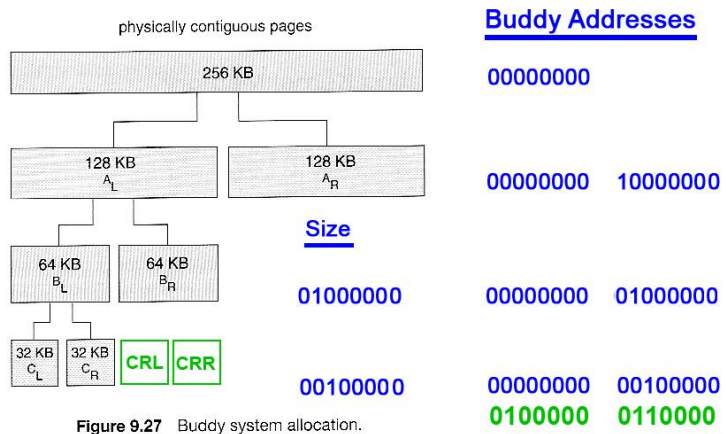 Buddy Addresses
physically contiguous pages
256 KB 00000000
128 KB 128 KB 00000000 10000000
AL AR
Size
64 KB 64 KB 01000000 00000000 01000000
BL BR
32 KB 32 KB CRL CRR 00100000 00000000 00100000
CL CR
0100000 0110000
Figure 9.27 Buddy system allocation.